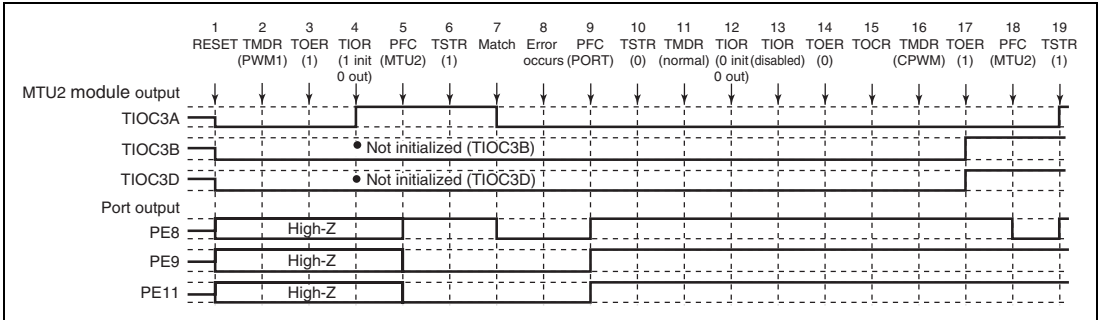 1 2 3 4 5 6 7 8 9 10 11 12 13 14 15 16 17 18 19
RESET TMDR TOER TIOR PFC TSTR Match Error PFC TSTR TMDR TIOR TIOR TOER TOCR TMDR TOER PFC TSTR
(PWM1) (1) (1 init (MTU2) (1) occurs (PORT) (0) (normal) (0 init (disabled) (0) (CPWM) (1) (MTU2) (1)
0 out) 0 out)
MTU2 module output
TIOC3A
TIOC3B • Not initialized (TIOC3B)
TIOC3D • Not initialized (TIOC3D)
Port output
PE8 High-Z
PE9 High-Z
PE11 High-Z